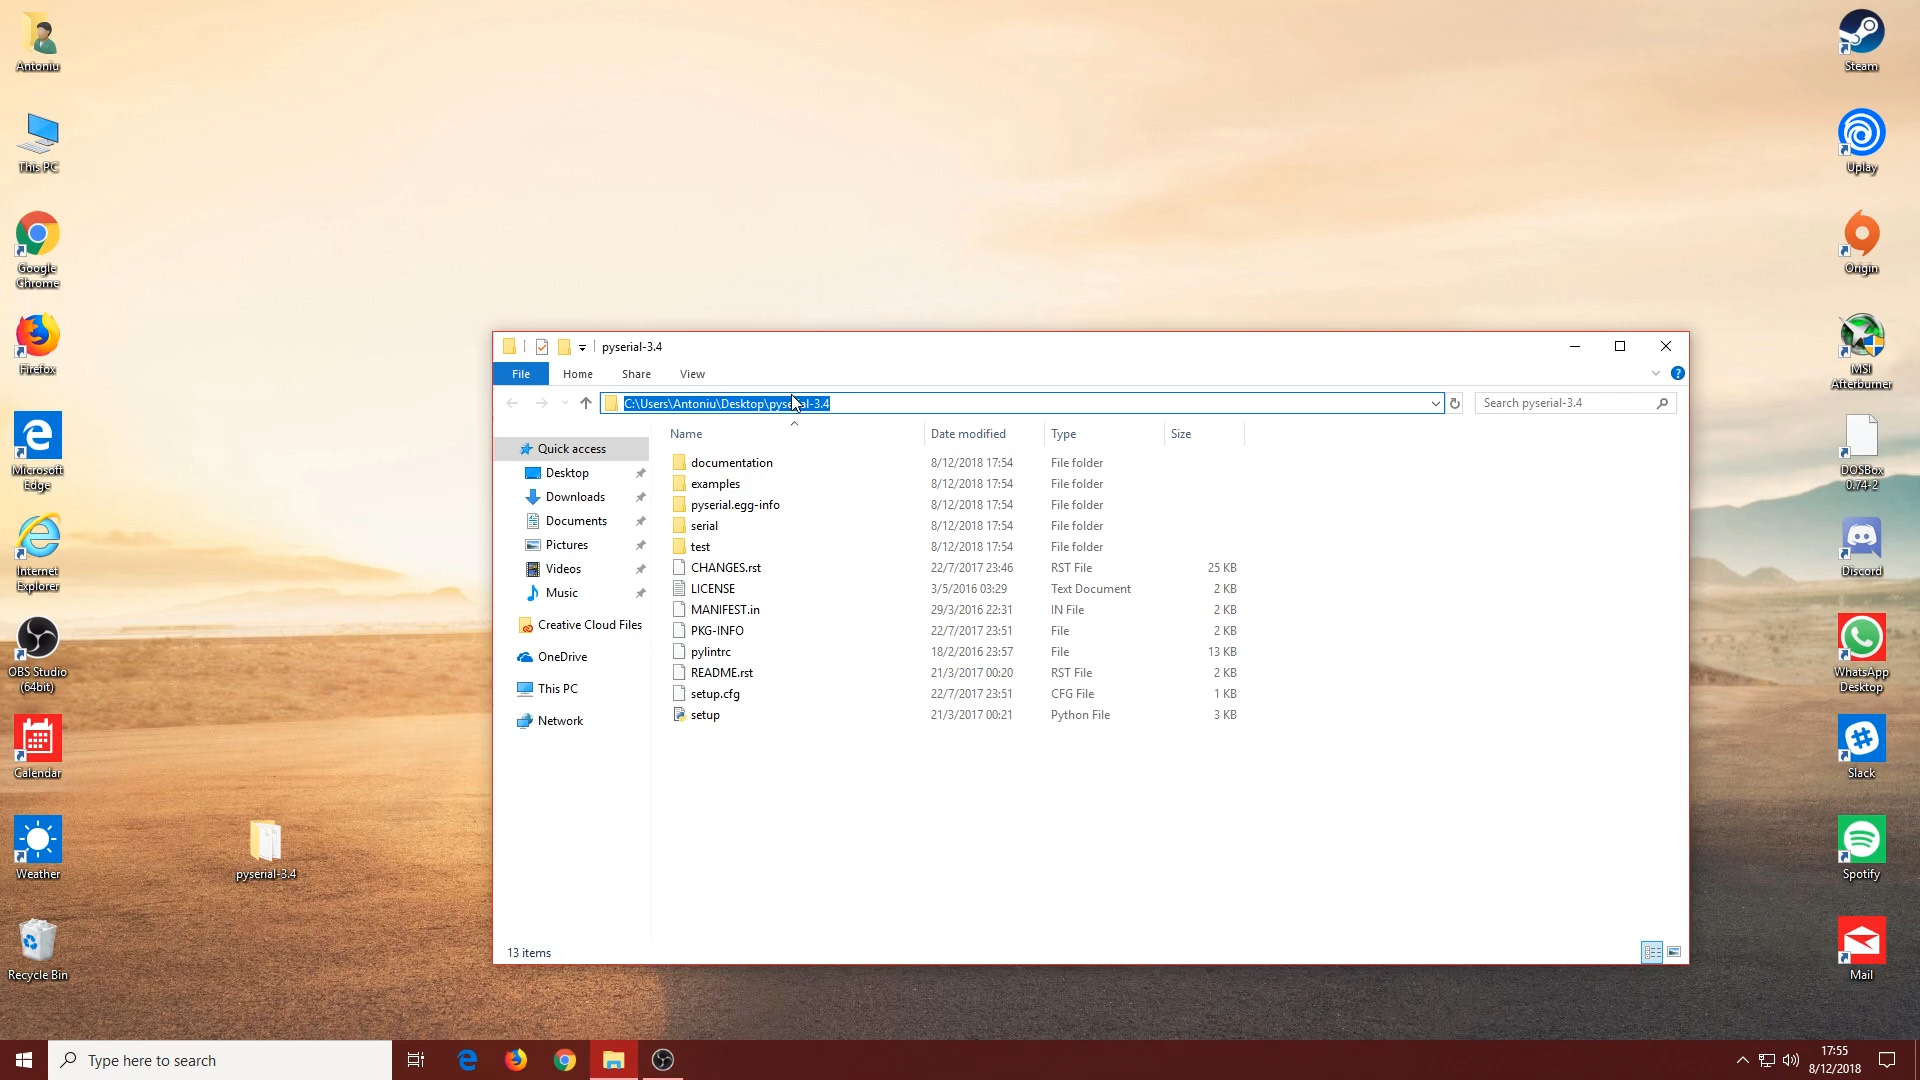 Antoniu
This PC
Google
Chrome
Firefox
Microsoft
Edge
Internet
Explorer
OBS Studio
(64bit)
Calendar
Weather
Recycle Bin
pyserial-3.4
pyserial-3.4
File
Home
Share
View
C:\Users\Antoniu\Desktop\pyserial-3.4
Search pyserial-3.4
Quick access
Desktop
Downloads
Documents
Pictures
Videos
Music
Creative Cloud Files
OneDrive
This PC
Network
Name Date modified Type Size
documentation 8/12/2018 17:54 File folder
examples 8/12/2018 17:54 File folder
pyserial.egg-info 8/12/2018 17:54 File folder
serial 8/12/2018 17:54 File folder
test 8/12/2018 17:54 File folder
CHANGES.rst 22/7/2017 23:46 RST File 25 KB
LICENSE 3/5/2016 03:29 Text Document 2 KB
MANIFEST.in 29/3/2016 22:31 IN File 2 KB
PKG-INFO 22/7/2017 23:51 File 2 KB
pylintrc 18/2/2016 23:57 File 13 KB
README.rst 21/3/2017 00:20 RST File 2 KB
setup.cfg 22/7/2017 23:51 CFG File 1 KB
setup 21/3/2017 00:21 Python File 3 KB
13 items
Steam
Uplay
Origin
MSI
Afterburner
DOSBox
0.74-2
Discord
WhatsApp
Desktop
Slack
Spotify
Mail
Type here to search
17:55
8/12/2018